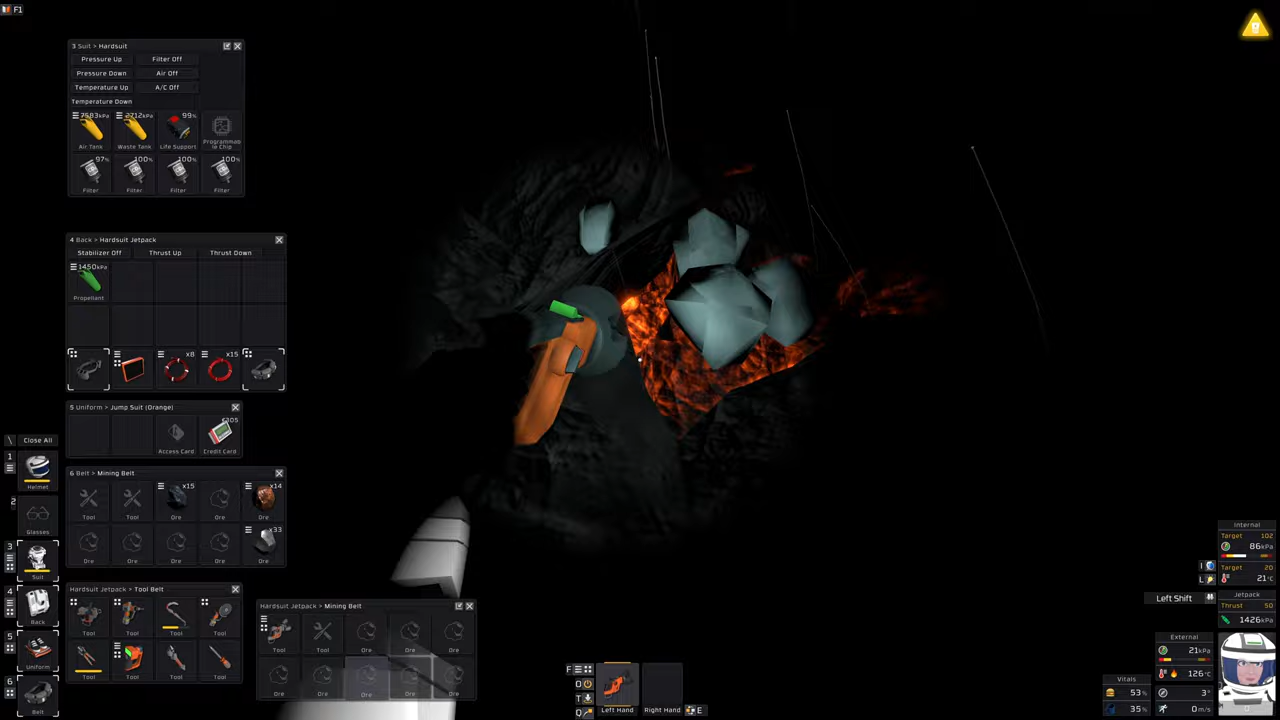 F1
3 Suit > Hardsuit
Pressure Up Filter Off
Pressure Down Air Off
Temperature Up A/C Off
Temperature Down
7583kPa 2712kPa 99%
Air Tank Waste Tank Life Support Programmable Chip
97% 100% 100% 100%
Filter Filter Filter Filter
4 Back > Hardsuit Jetpack
Stabilizer Off Thrust Up Thrust Down
1450kPa
Propellant
x8 x15
5 Uniform > Jump Suit (Orange)
Access Card Credit Card
\ Close All
1
Helmet
2
Glasses
3
Suit
4
Back
5
Uniform
6
Belt
6 Belt > Mining Belt
x15 x14
Tool Tool Ore Ore Ore
x33
Ore Ore Ore Ore Ore
Hardsuit Jetpack > Tool Belt
Tool Tool Tool Tool
Tool Tool Tool Tool
Hardsuit Jetpack > Mining Belt
Tool Tool Ore Ore Ore
Ore Ore Ore Ore Ore
F
O
T
Q
Left Hand Right Hand E
Internal
Target 102
86kPa
Target 20
21°C
I
L
Left Shift
Jetpack
Thrust 50
1426kPa
External
21kPa
126°C
3°
0m/s
Vitals
53%
35%